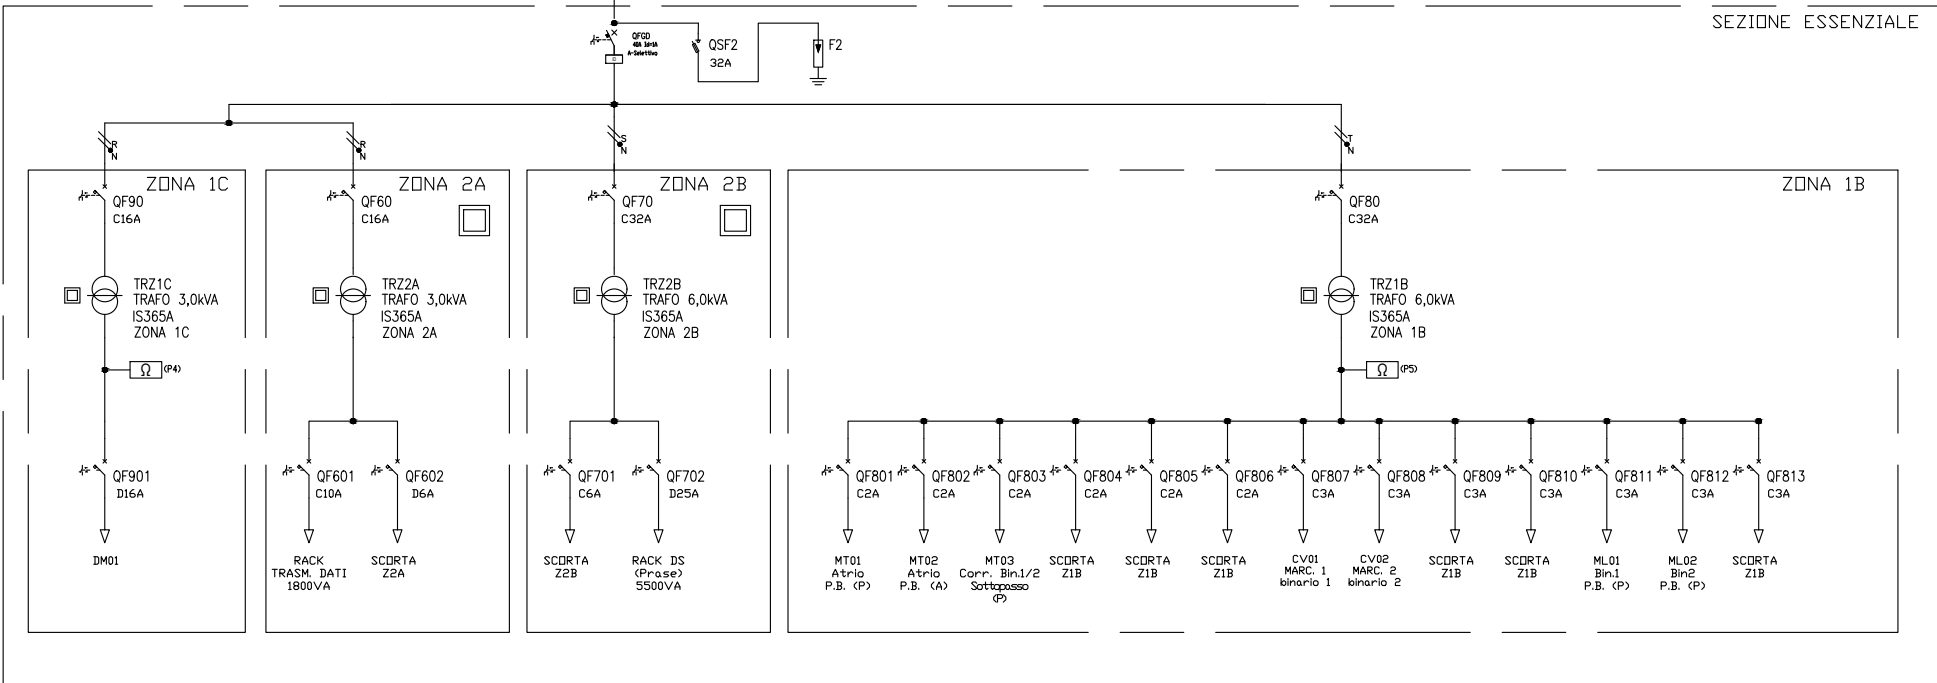 SEZIONE ESSENZIALE
QFGD
40A Id=1A
A-Selettivo
QSF2
32A
F2
R
N
R
N
S
N
T
N
ZONA 1C
QF90
C16A
TRZ1C
TRAFO 3,0kVA
IS365A
ZONA 1C
Ω (P4)
QF901
D16A
DM01
ZONA 2A
QF60
C16A
TRZ2A
TRAFO 3,0kVA
IS365A
ZONA 2A
QF601
C10A
RACK
TRASM. DATI
1800VA
QF602
D6A
SCORTA
Z2A
ZONA 2B
QF70
C32A
TRZ2B
TRAFO 6,0kVA
IS365A
ZONA 2B
QF701
C6A
SCORTA
Z2B
QF702
D25A
RACK DS
(Prase)
5500VA
ZONA 1B
QF80
C32A
TRZ1B
TRAFO 6,0kVA
IS365A
ZONA 1B
Ω (P5)
QF801
C2A
MT01
Atrio
P.B. (P)
QF802
C2A
MT02
Atrio
P.B. (A)
QF803
C2A
MT03
Corr. Bin.1/2
Sottopasso
(P)
QF804
C2A
SCORTA
Z1B
QF805
C2A
SCORTA
Z1B
QF806
C2A
SCORTA
Z1B
QF807
C3A
CV01
MARC. 1
binario 1
QF808
C3A
CV02
MARC. 2
binario 2
QF809
C3A
SCORTA
Z1B
QF810
C3A
SCORTA
Z1B
QF811
C3A
ML01
Bin.1
P.B. (P)
QF812
C3A
ML02
Bin2
P.B. (P)
QF813
C3A
SCORTA
Z1B